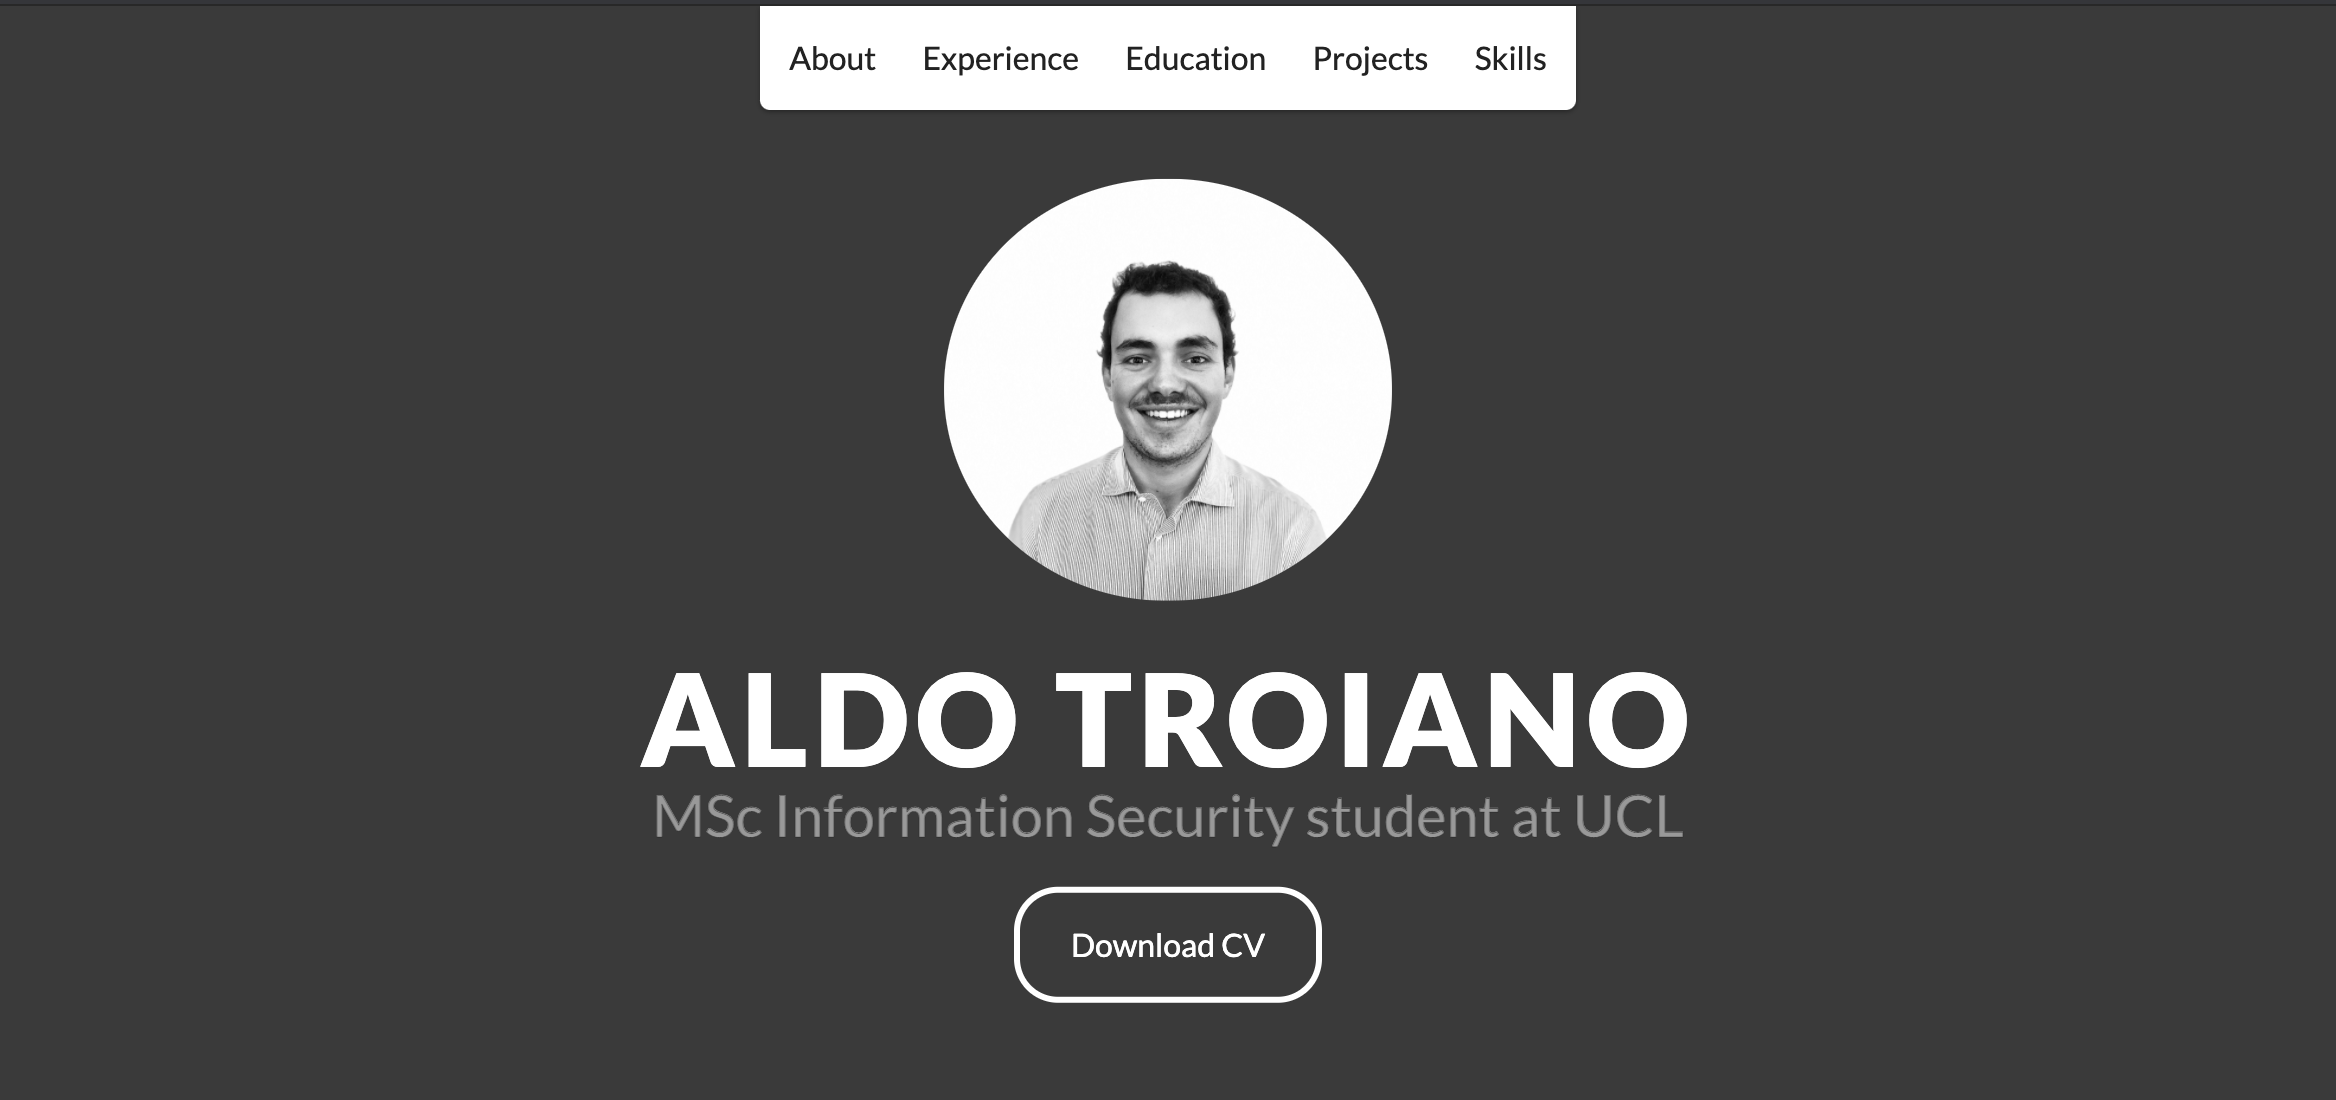 About Experience Education Projects Skills
ALDO TROIANO
MSc Information Security student at UCL
Download CV